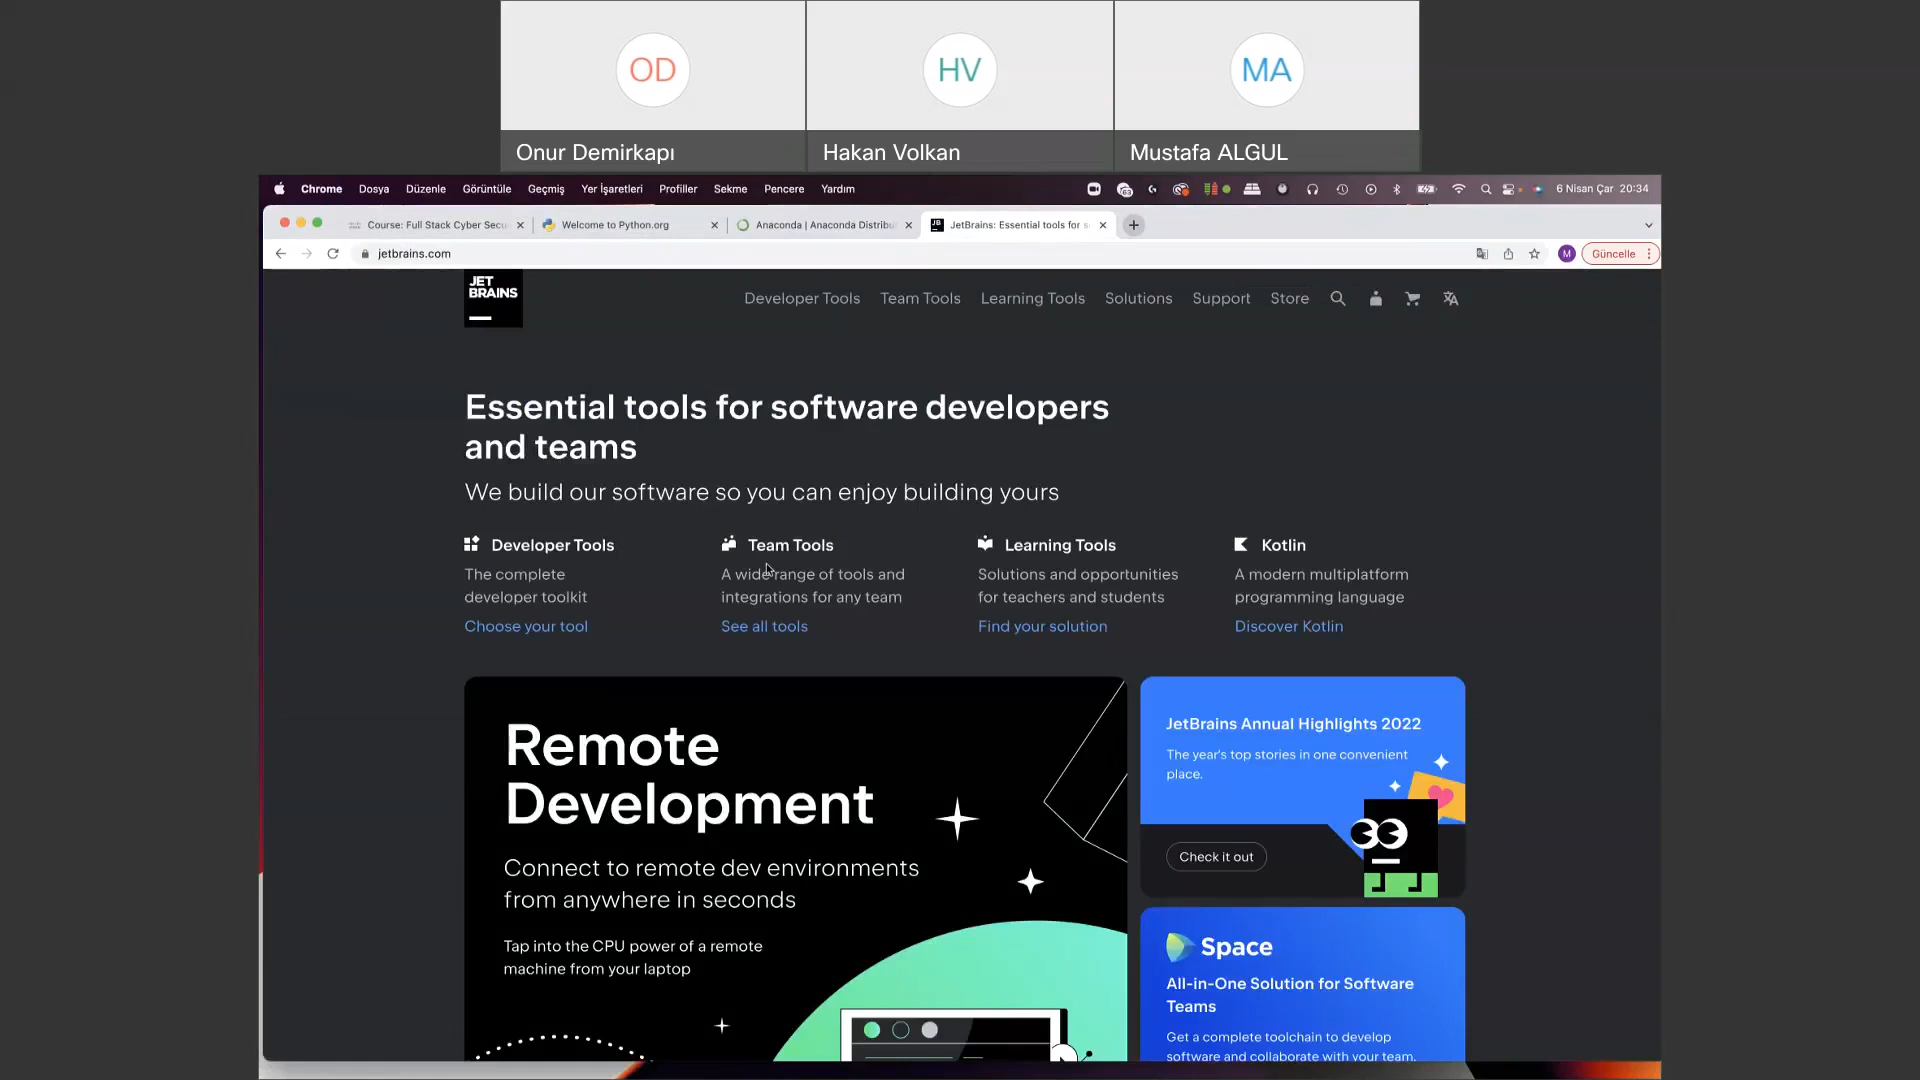 OD
HV
MA
Onur Demirkapı
Hakan Volkan
Mustafa ALGUL
Chrome Dosya Düzenle Görüntüle Geçmiş Yer İşaretleri Profiller Sekme Pencere Yardım
6 Nisan Çar 20:34
Course: Full Stack Cyber Secu
Welcome to Python.org
Anaconda | Anaconda Distribu
JetBrains: Essential tools for s
jetbrains.com
M
Güncelle
JET
BRAINS
Developer Tools Team Tools Learning Tools Solutions Support Store
Essential tools for software developers
and teams
We build our software so you can enjoy building yours
Developer Tools
The complete
developer toolkit
Choose your tool
Team Tools
A wide range of tools and
integrations for any team
See all tools
Learning Tools
Solutions and opportunities
for teachers and students
Find your solution
Kotlin
A modern multiplatform
programming language
Discover Kotlin
Remote
Development
Connect to remote dev environments
from anywhere in seconds
Tap into the CPU power of a remote
machine from your laptop
JetBrains Annual Highlights 2022
The year's top stories in one convenient
place.
Check it out
Space
All-in-One Solution for Software
Teams
Get a complete toolchain to develop
software and collaborate with your team.